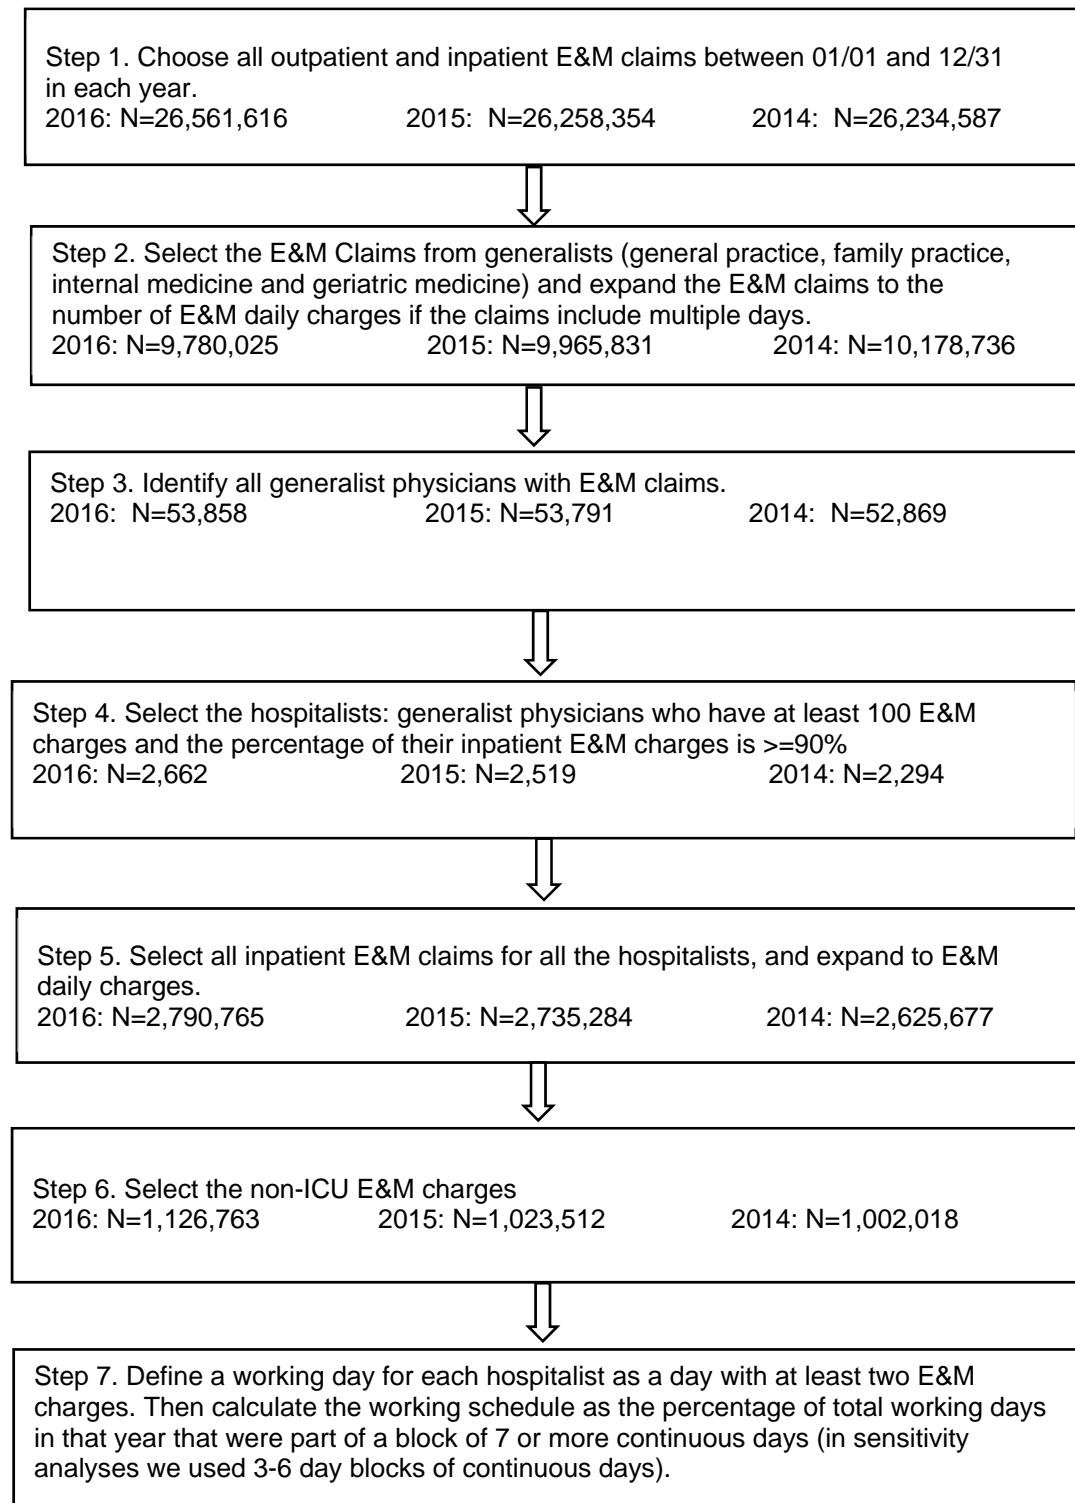 Step 1. Choose all outpatient and inpatient E&M claims between 01/01 and 12/31
in each year.
2016: N=26,561,616 2015: N=26,258,354 2014: N=26,234,587
Step 2. Select the E&M Claims from generalists (general practice, family practice,
internal medicine and geriatric medicine) and expand the E&M claims to the
number of E&M daily charges if the claims include multiple days.
2016: N=9,780,025 2015: N=9,965,831 2014: N=10,178,736
Step 3. Identify all generalist physicians with E&M claims.
2016: N=53,858 2015: N=53,791 2014: N=52,869
Step 4. Select the hospitalists: generalist physicians who have at least 100 E&M
charges and the percentage of their inpatient E&M charges is >=90%
2016: N=2,662 2015: N=2,519 2014: N=2,294
Step 5. Select all inpatient E&M claims for all the hospitalists, and expand to E&M
daily charges.
2016: N=2,790,765 2015: N=2,735,284 2014: N=2,625,677
Step 6. Select the non-ICU E&M charges
2016: N=1,126,763 2015: N=1,023,512 2014: N=1,002,018
Step 7. Define a working day for each hospitalist as a day with at least two E&M
charges. Then calculate the working schedule as the percentage of total working days
in that year that were part of a block of 7 or more continuous days (in sensitivity
analyses we used 3-6 day blocks of continuous days).